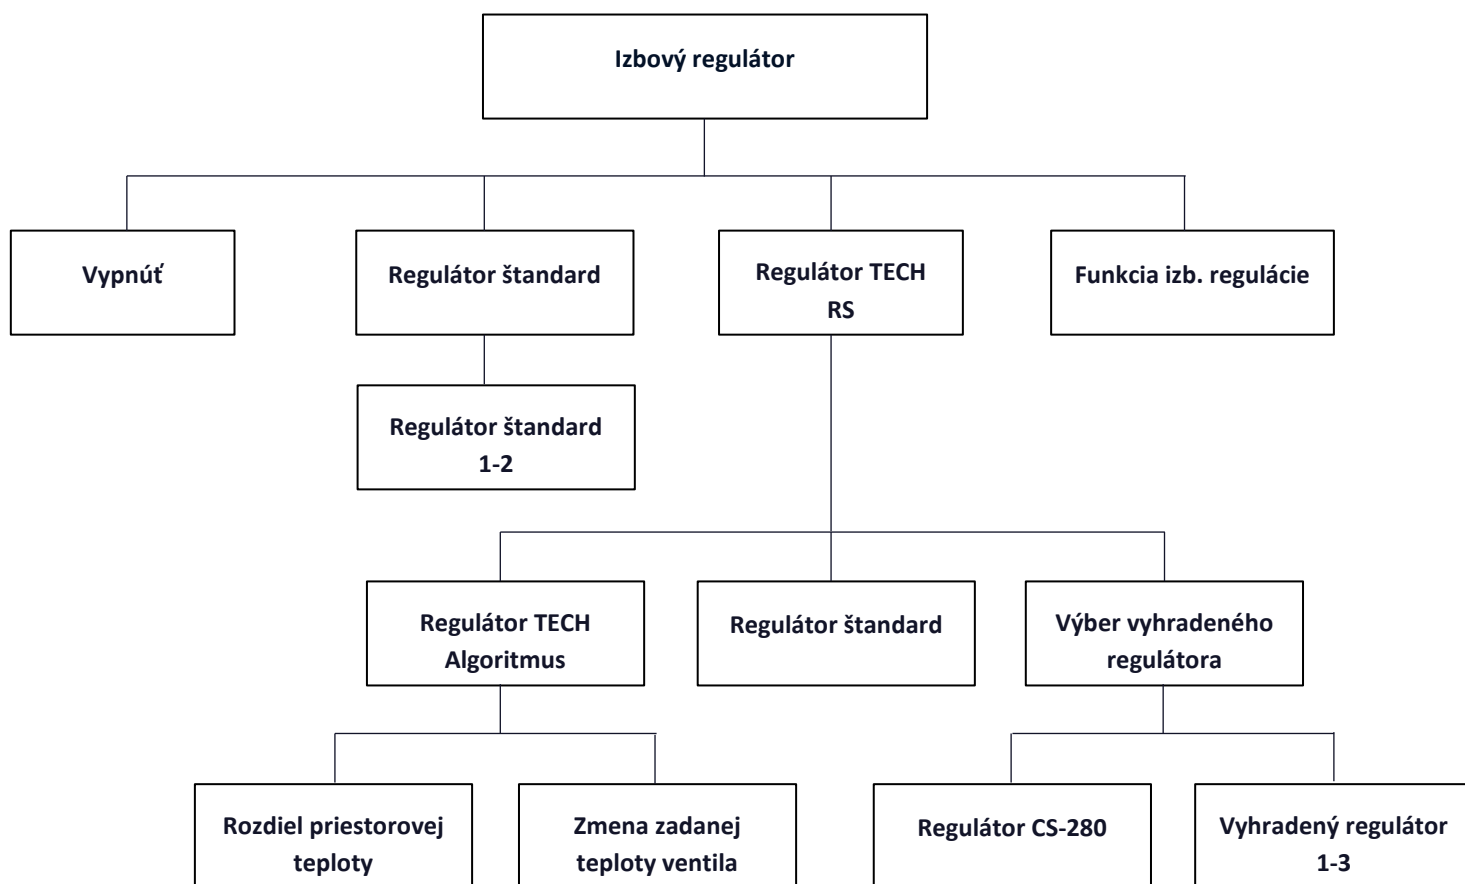 Izbový regulátor
Vypnúť
Regulátor štandard
Regulátor TECH
RS
Funkcia izb. regulácie
Regulátor štandard
1-2
Regulátor TECH
Algoritmus
Regulátor štandard
Výber vyhradeného
regulátora
Rozdiel priestorovej
teploty
Zmena zadanej
teploty ventila
Regulátor CS-280
Vyhradený regulátor
1-3